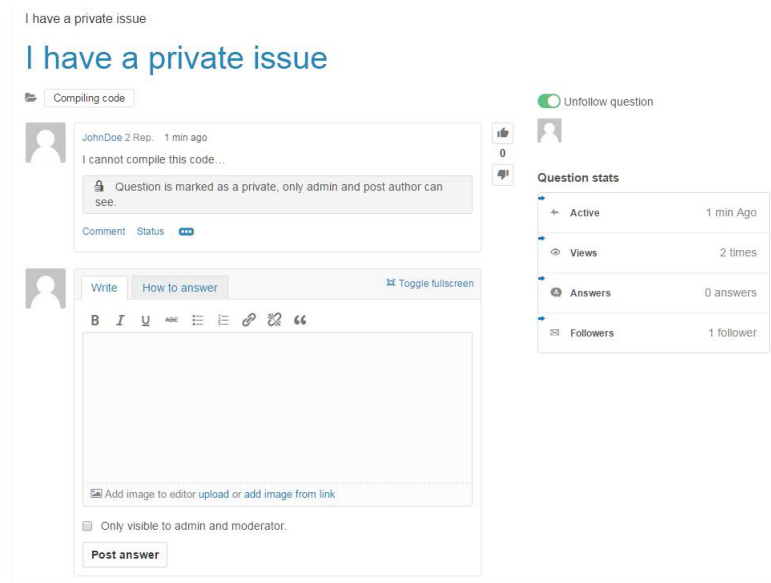 I have a private issue
I have a private issue
Compiling code
Unfollow question
JohnDoe 2 Rep. 1 min ago
I cannot compile this code...
0
Question is marked as a private, only admin and post author can
see.
Comment Status
Question stats
Active 1 min Ago
Views 2 times
Answers 0 answers
Followers 1 follower
Write How to answer Toggle fullscreen
B I U ABC
Add image to editor upload or add image from link
Only visible to admin and moderator.
Post answer